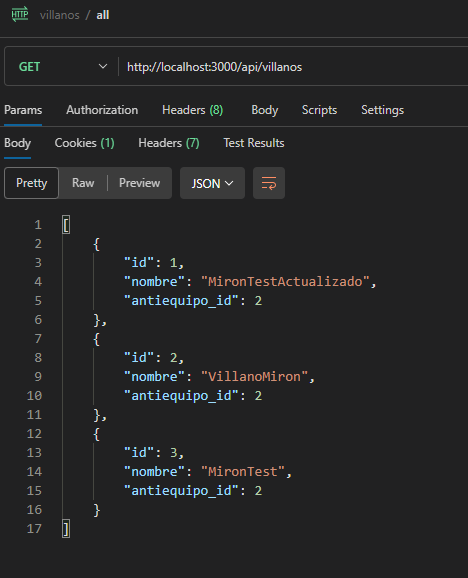 HTTP villanos / all
GET http://localhost:3000/api/villanos
Params Authorization Headers (8) Body Scripts Settings
Body Cookies (1) Headers (7) Test Results
Pretty Raw Preview JSON
1 [
2 {
3 "id": 1,
4 "nombre": "MironTestActualizado",
5 "antiequipo_id": 2
6 },
7 {
8 "id": 2,
9 "nombre": "VillanoMiron",
10 "antiequipo_id": 2
11 },
12 {
13 "id": 3,
14 "nombre": "MironTest",
15 "antiequipo_id": 2
16 }
17 ]